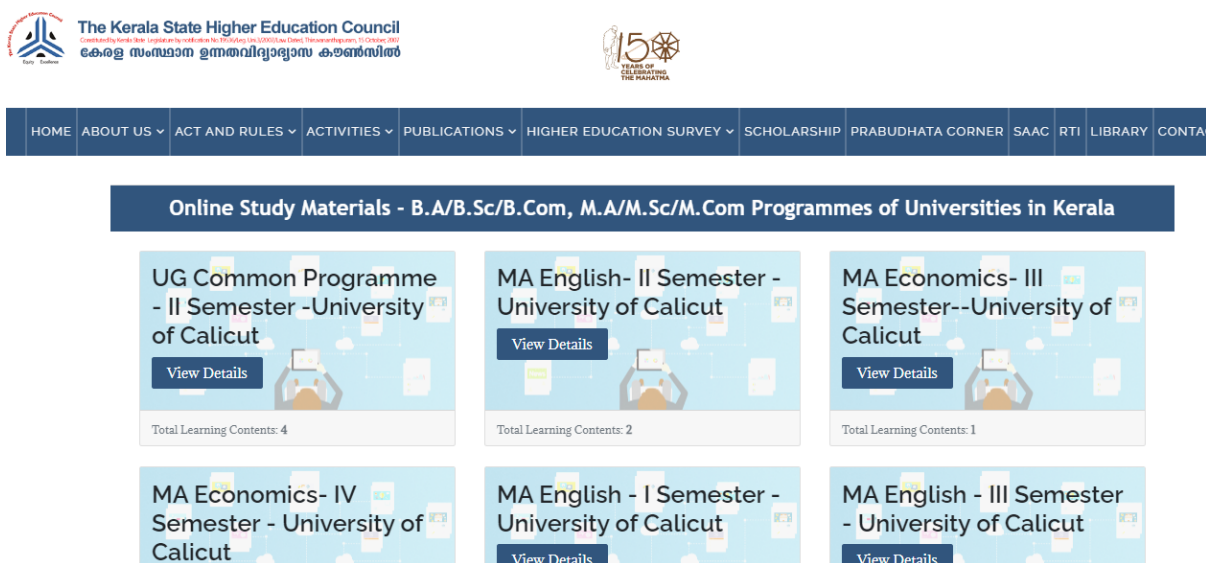 The Kerala State Higher Education Council
കേരള സംസ്ഥാന ഉന്നതവിദ്യാഭ്യാസ കൗൺസിൽ
Equity Excellence
150
YEARS OF
CELEBRATING
THE MAHATMA
HOME ABOUT US ACT AND RULES ACTIVITIES PUBLICATIONS HIGHER EDUCATION SURVEY SCHOLARSHIP PRABUDHATA CORNER SAAC RTI LIBRARY
Online Study Materials - B.A/B.Sc/B.Com, M.A/M.Sc/M.Com Programmes of Universities in Kerala
UG Common Programme
- II Semester -University
of Calicut
View Details
Total Learning Contents: 4
MA English- II Semester -
University of Calicut
View Details
Total Learning Contents: 2
MA Economics- III
Semester--University of
Calicut
View Details
Total Learning Contents: 1
MA Economics- IV
Semester - University of
Calicut
MA English - I Semester -
University of Calicut
View Details
MA English - III Semester
- University of Calicut
View Details